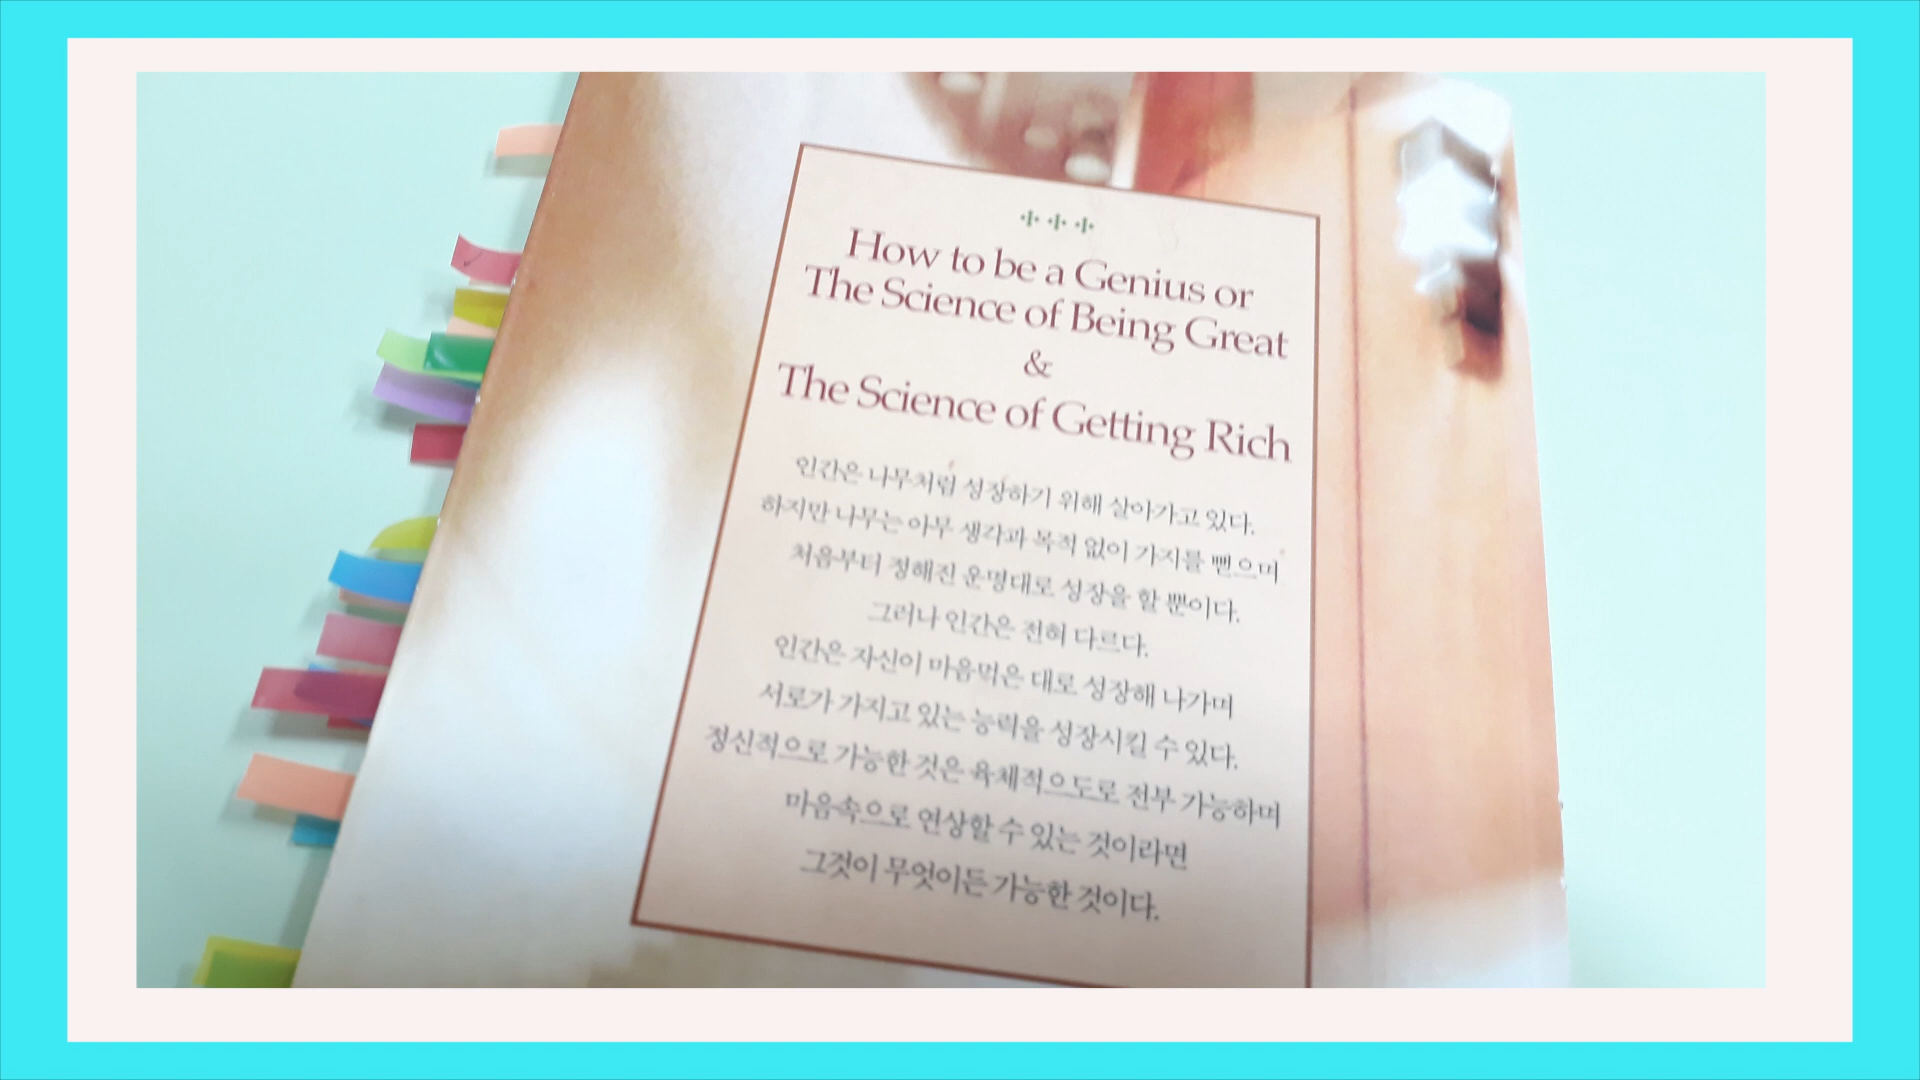 How to be a Genius or
The Science of Being Great
&
The Science of Getting Rich
인간은 나무처럼 성장하기 위해 살아가고 있다.
하지만 나무는 아무 생각과 목적 없이 가지를 뻗으며
처음부터 정해진 운명대로 성장을 할 뿐이다.
그러나 인간은 전혀 다르다.
인간은 자신이 마음먹은 대로 성장해 나가며
서로가 가지고 있는 능력을 성장시킬 수 있다.
정신적으로 가능한 것은 육체적으도로 전부 가능하며
마음속으로 연상할 수 있는 것이라면
그것이 무엇이든 가능한 것이다.